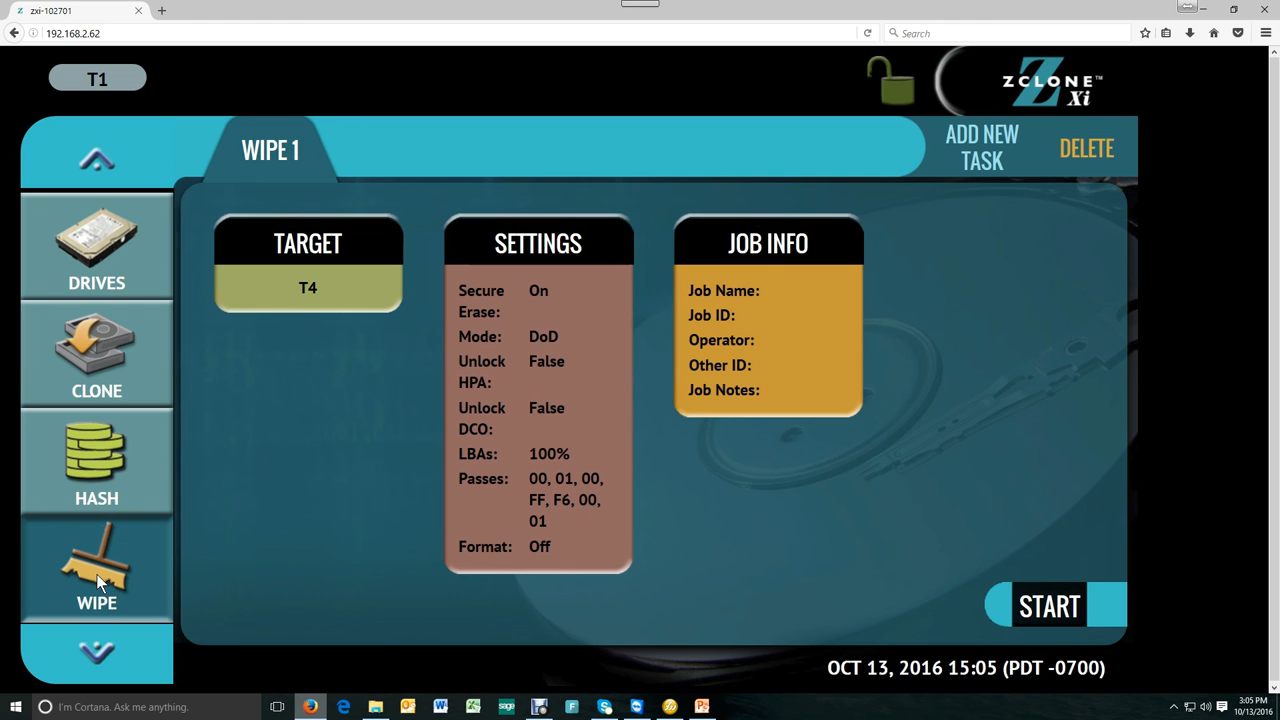 zxi-102701
192.168.2.62
Search
T1
ZCLONE™
Xi
WIPE 1
ADD NEW
TASK
DELETE
DRIVES
CLONE
HASH
WIPE
TARGET
T4
SETTINGS
Secure On
Erase:
Mode: DoD
Unlock False
HPA:
Unlock False
DCO:
LBAs: 100%
Passes: 00, 01, 00,
FF, F6, 00,
01
Format: Off
JOB INFO
Job Name:
Job ID:
Operator:
Other ID:
Job Notes:
START
OCT 13, 2016 15:05 (PDT -0700)
I'm Cortana. Ask me anything.
sage
3:05 PM
10/13/2016